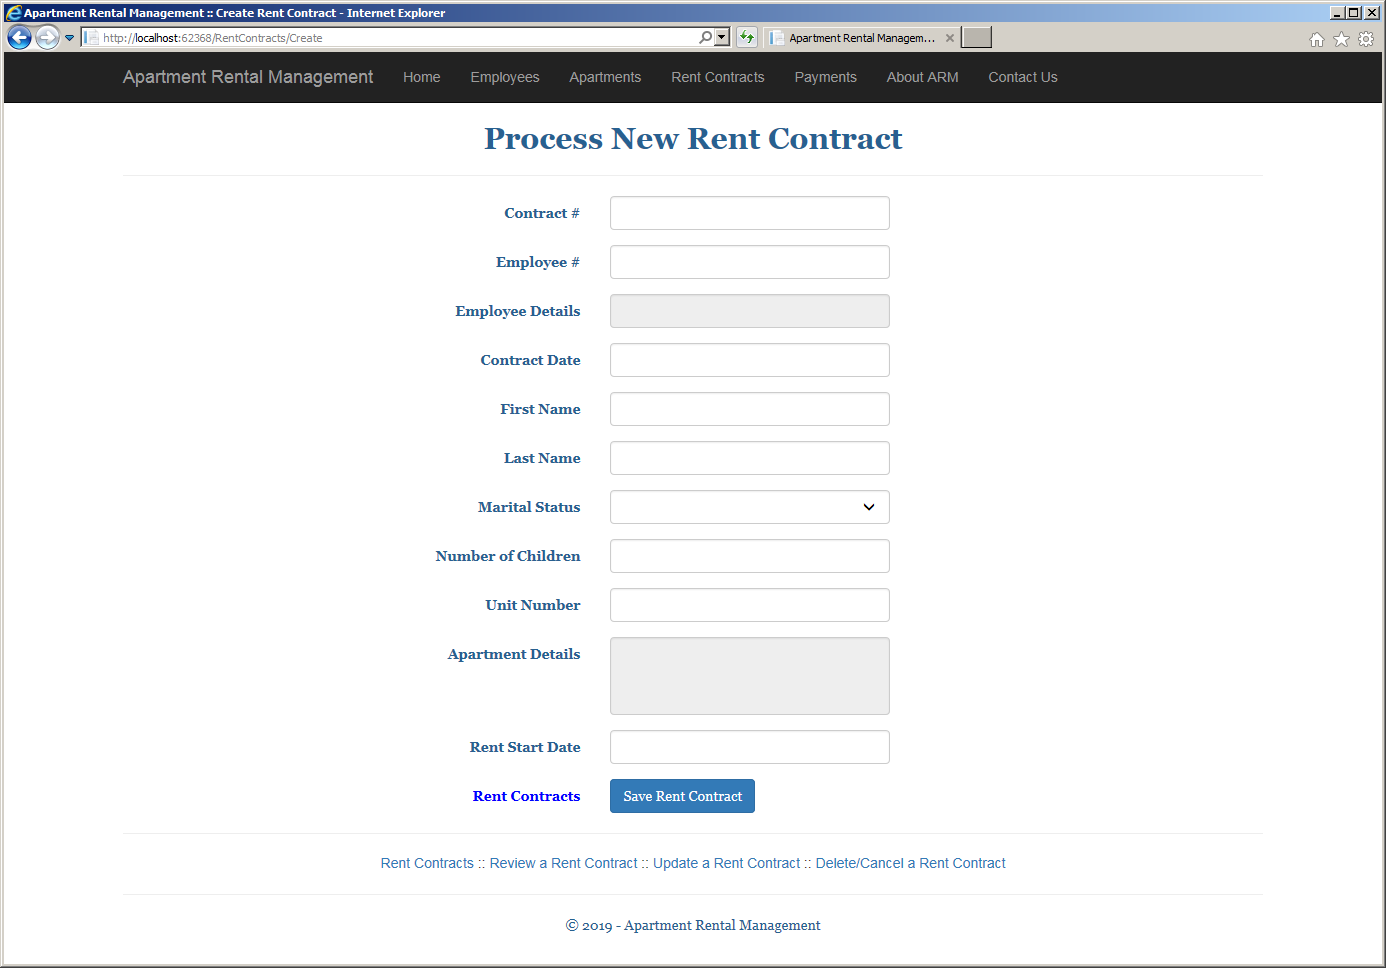 Apartment Rental Management :: Create Rent Contract - Internet Explorer
http://localhost:62368/RentContracts/Create
Apartment Rental Managem...
Apartment Rental Management Home Employees Apartments Rent Contracts Payments About ARM Contact Us
Process New Rent Contract
Contract #
Employee #
Employee Details
Contract Date
First Name
Last Name
Marital Status
Number of Children
Unit Number
Apartment Details
Rent Start Date
Rent Contracts Save Rent Contract
Rent Contracts :: Review a Rent Contract :: Update a Rent Contract :: Delete/Cancel a Rent Contract
© 2019 - Apartment Rental Management